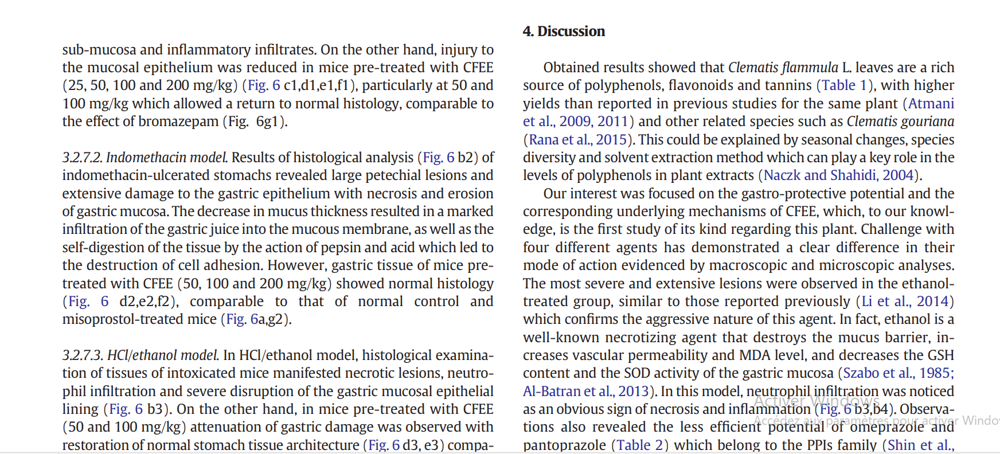 sub-mucosa and inflammatory infiltrates. On the other hand, injury to
the mucosal epithelium was reduced in mice pre-treated with CFEE
(25, 50, 100 and 200 mg/kg) (Fig. 6 c1,d1,e1,f1), particularly at 50 and
100 mg/kg which allowed a return to normal histology, comparable to
the effect of bromazepam (Fig. 6g1).
3.2.7.2. Indomethacin model. Results of histological analysis (Fig. 6 b2) of
indomethacin-ulcerated stomachs revealed large petechial lesions and
extensive damage to the gastric epithelium with necrosis and erosion
of gastric mucosa. The decrease in mucus thickness resulted in a marked
infiltration of the gastric juice into the mucous membrane, as well as the
self-digestion of the tissue by the action of pepsin and acid which led to
the destruction of cell adhesion. However, gastric tissue of mice pre-
treated with CFEE (50, 100 and 200 mg/kg) showed normal histology
(Fig. 6 d2,e2,f2), comparable to that of normal control and
misoprostol-treated mice (Fig. 6a,g2).
3.2.7.3. HCl/ethanol model. In HCl/ethanol model, histological examina-
tion of tissues of intoxicated mice manifested necrotic lesions, neutro-
phil infiltration and severe disruption of the gastric mucosal epithelial
lining (Fig. 6 b3). On the other hand, in mice pre-treated with CFEE
(50 and 100 mg/kg) attenuation of gastric damage was observed with
restoration of normal stomach tissue architecture (Fig. 6 d3, e3) compa-
4. Discussion
Obtained results showed that Clematis flammula L. leaves are a rich
source of polyphenols, flavonoids and tannins (Table 1), with higher
yields than reported in previous studies for the same plant (Atmani
et al., 2009, 2011) and other related species such as Clematis gouriana
(Rana et al., 2015). This could be explained by seasonal changes, species
diversity and solvent extraction method which can play a key role in the
levels of polyphenols in plant extracts (Naczk and Shahidi, 2004).
Our interest was focused on the gastro-protective potential and the
corresponding underlying mechanisms of CFEE, which, to our knowl-
edge, is the first study of its kind regarding this plant. Challenge with
four different agents has demonstrated a clear difference in their
mode of action evidenced by macroscopic and microscopic analyses.
The most severe and extensive lesions were observed in the ethanol-
treated group, similar to those reported previously (Li et al., 2014)
which confirms the aggressive nature of this agent. In fact, ethanol is a
well-known necrotizing agent that destroys the mucus barrier, in-
creases vascular permeability and MDA level, and decreases the GSH
content and the SOD activity of the gastric mucosa (Szabo et al., 1985;
Al-Batran et al., 2013). In this model, neutrophil infiltration was noticed
as an obvious sign of necrosis and inflammation (Fig. 6 b3,b4). Observa-
tions also revealed the less efficient potential of omeprazole and
pantoprazole (Table 2) which belong to the PPIs family (Shin et al.,
Activer Windows
Accédez aux paramètres pour activer Windo